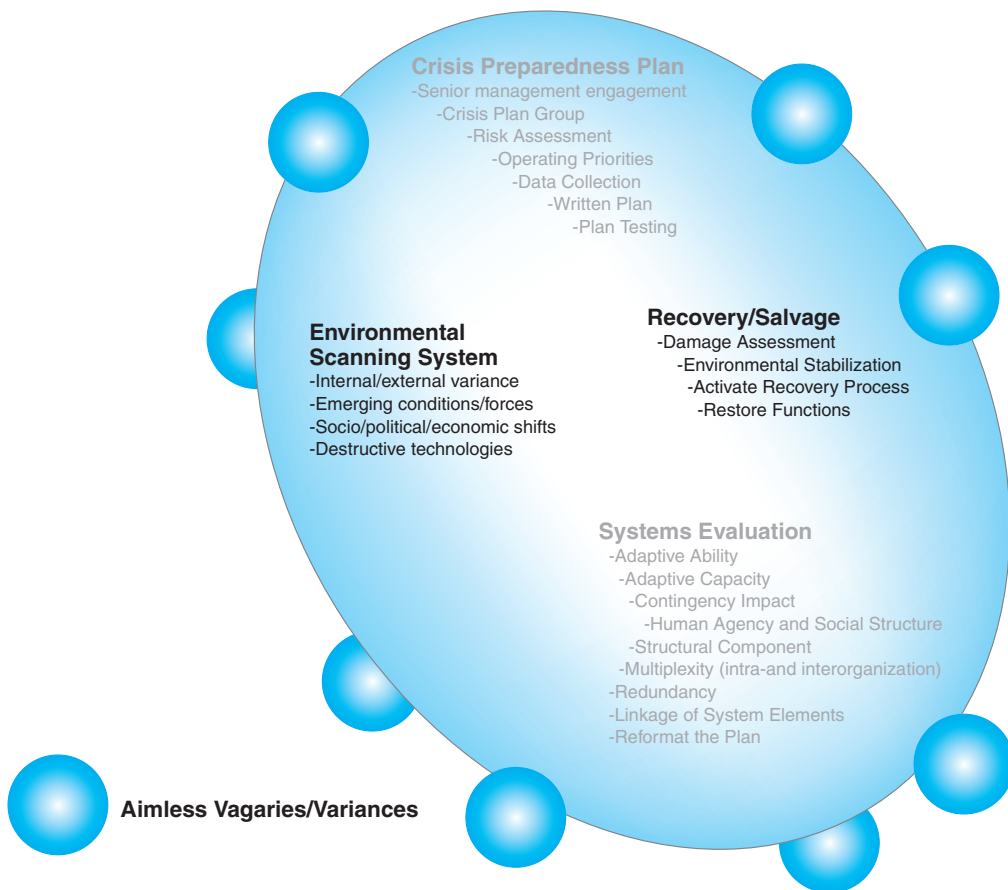 Crisis Preparedness Plan
-Senior management engagement
-Crisis Plan Group
-Risk Assessment
-Operating Priorities
-Data Collection
-Written Plan
-Plan Testing
Environmental
Scanning System
-Internal/external variance
-Emerging conditions/forces
-Socio/political/economic shifts
-Destructive technologies
Recovery/Salvage
-Damage Assessment
-Environmental Stabilization
-Activate Recovery Process
-Restore Functions
Systems Evaluation
-Adaptive Ability
-Adaptive Capacity
-Contingency Impact
-Human Agency and Social Structure
-Structural Component
-Multiplexity (intra-and interorganization)
-Redundancy
-Linkage of System Elements
-Reformat the Plan
Aimless Vagaries/Variances